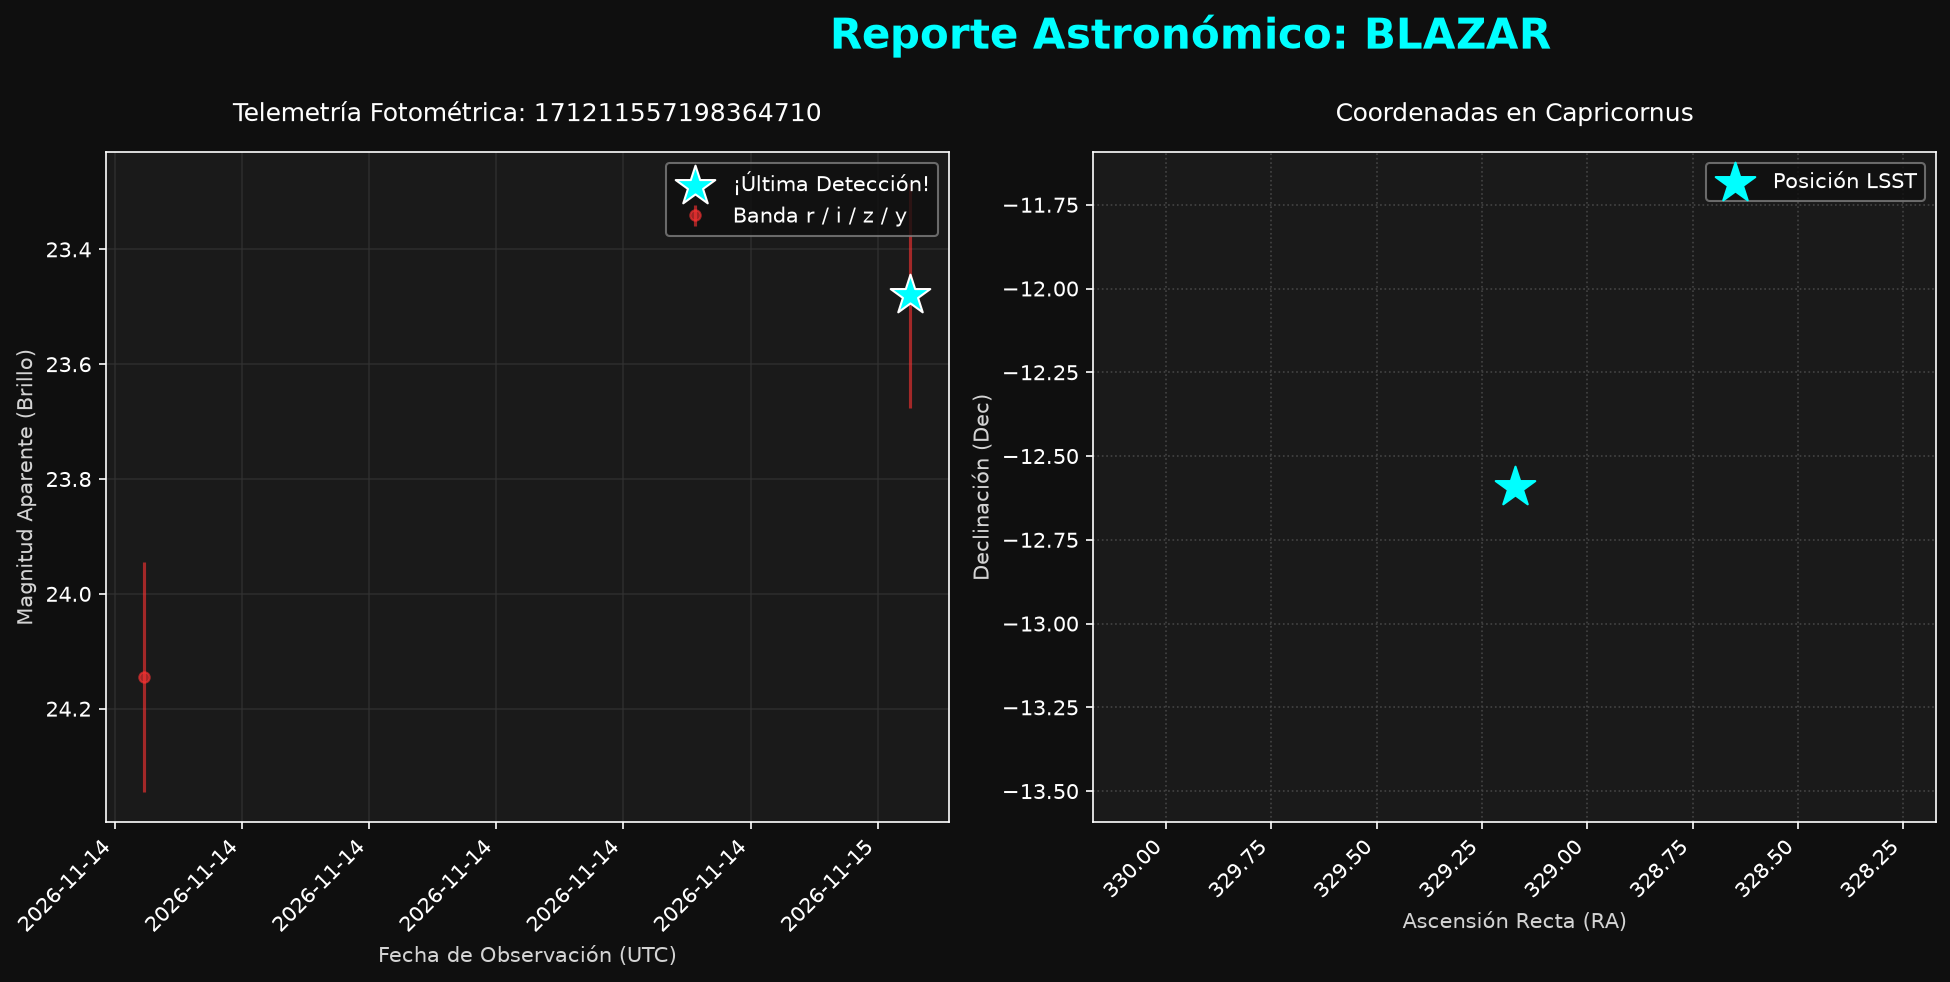 Reporte Astronómico: BLAZAR
Telemetría Fotométrica: 171211557198364710
¡Última Detección!
Banda r / i / z / y
Magnitud Aparente (Brillo)
23.4
23.6
23.8
24.0
24.2
2026-11-14
2026-11-14
2026-11-14
2026-11-14
2026-11-14
2026-11-14
2026-11-15
Fecha de Observación (UTC)
Coordenadas en Capricornus
Posición LSST
Declinación (Dec)
−11.75
−12.00
−12.25
−12.50
−12.75
−13.00
−13.25
−13.50
330.00
329.75
329.50
329.25
329.00
328.75
328.50
328.25
Ascensión Recta (RA)